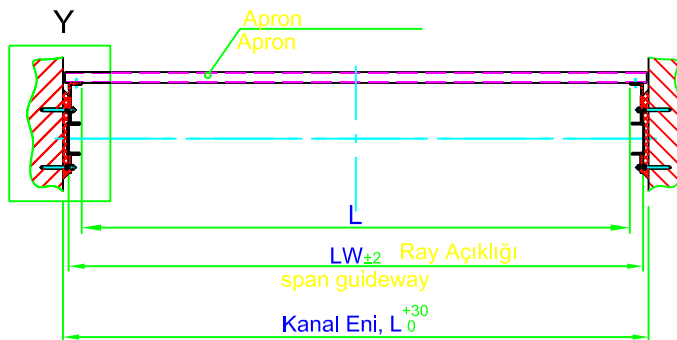 Y
Apron
Apron
L
LW±2 Ray Açıklığı
span guideway
Kanal Eni, L +30 0